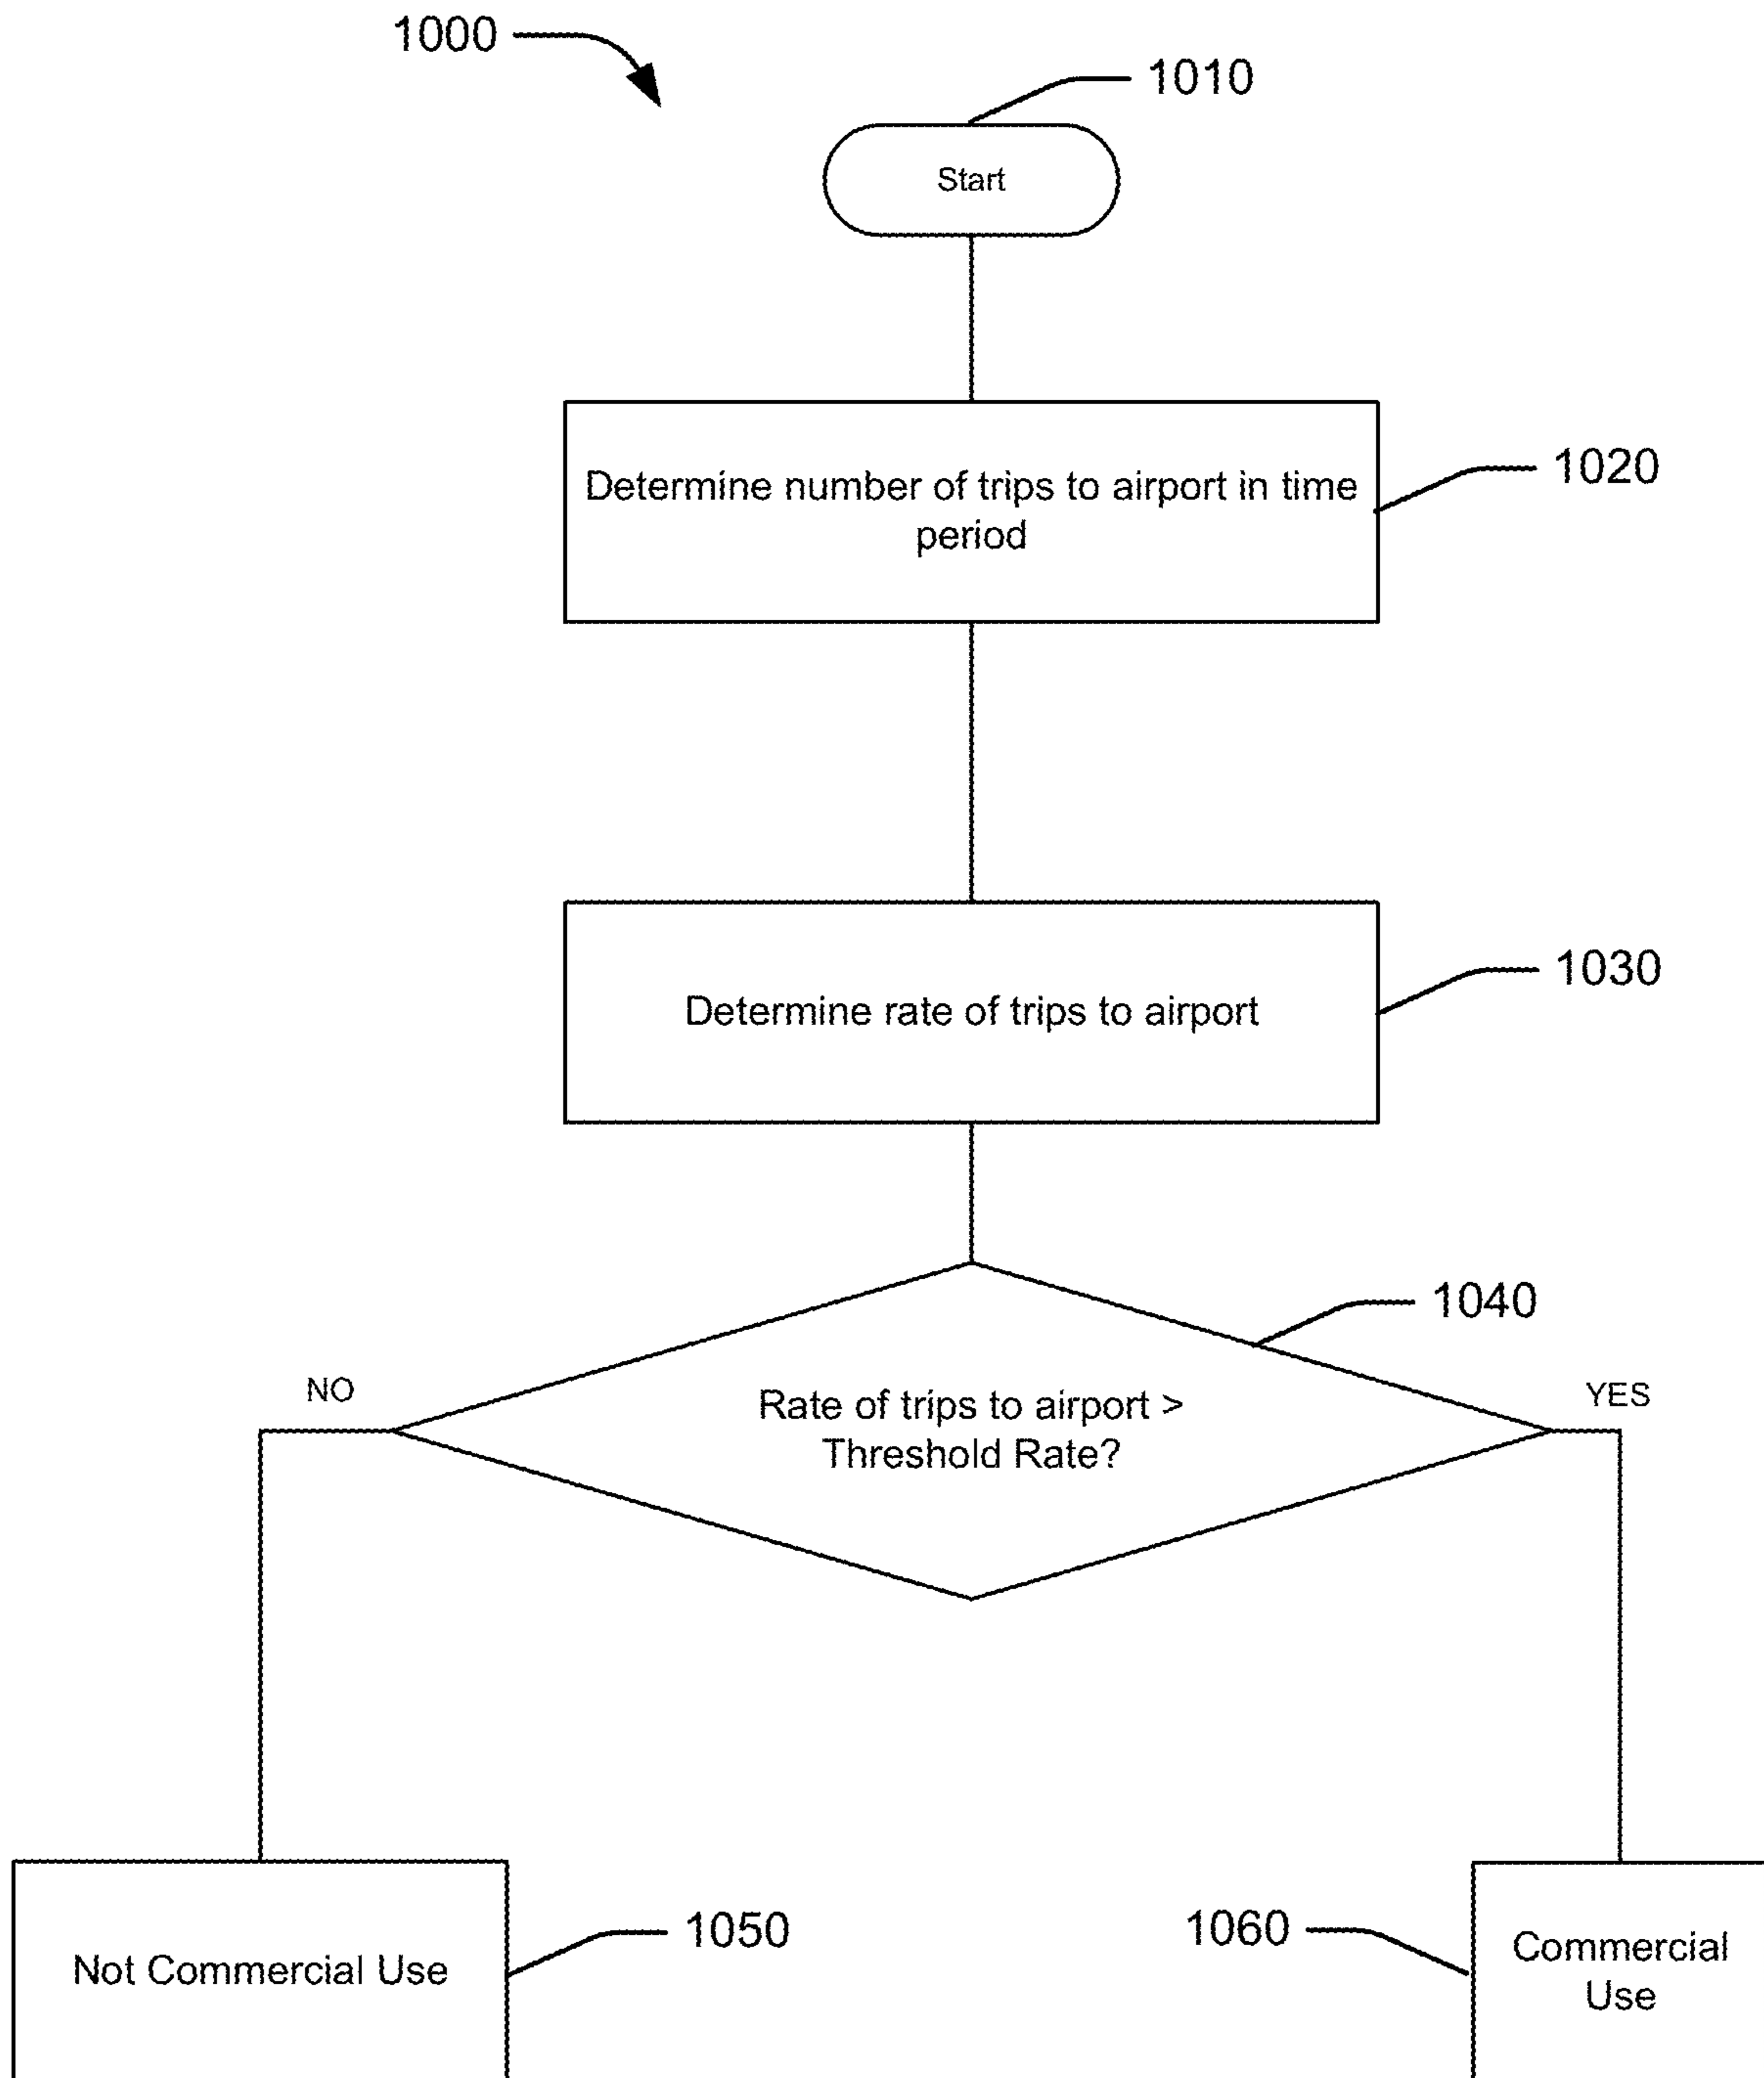 1000
1010
Start
Determine number of trips to airport in time
period
1020
Determine rate of trips to airport
1030
1040
NO
Rate of trips to airport >
Threshold Rate?
YES
Not Commercial Use
1050
1060
Commercial
Use